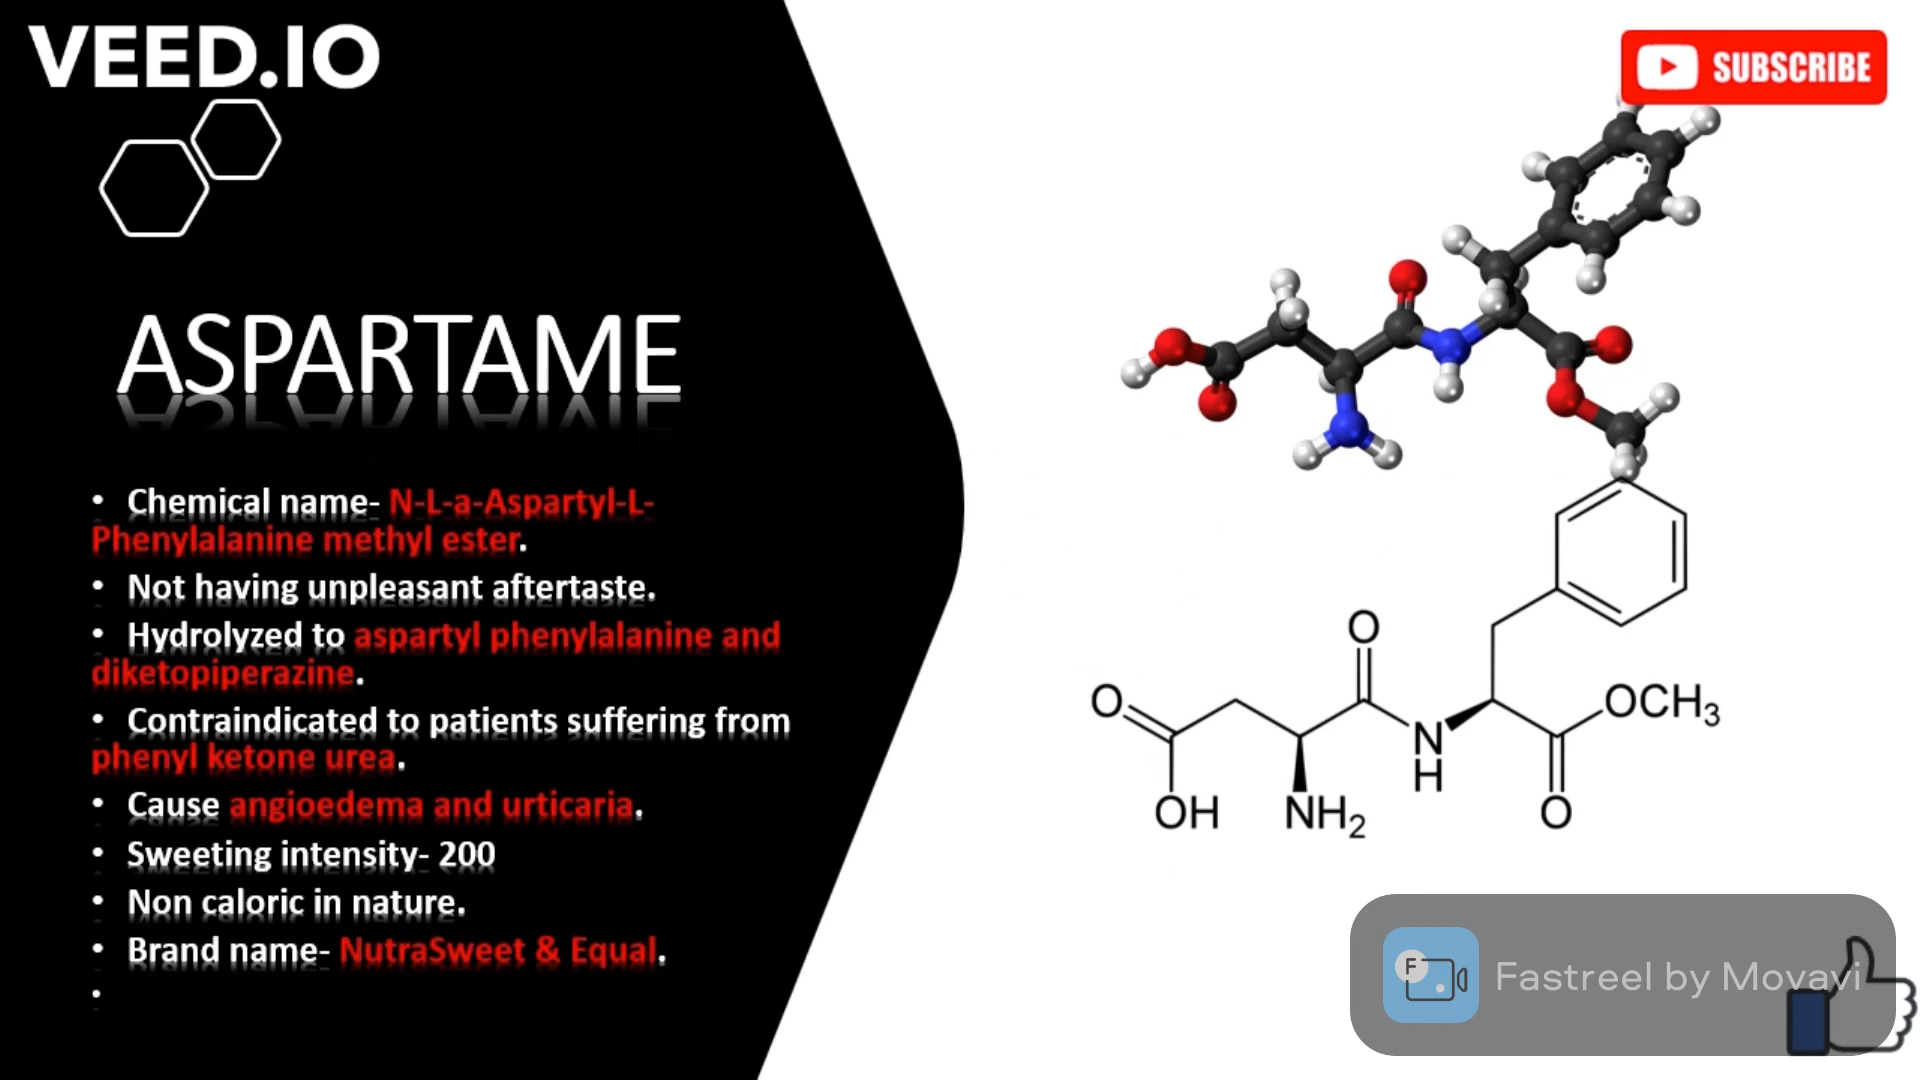 VEED.IO
SUBSCRIBE
ASPARTAME
• Chemical name- N-L-a-Aspartyl-L-
Phenylalanine methyl ester.
• Not having unpleasant aftertaste.
• Hydrolyzed to aspartyl phenylalanine and
diketopiperazine.
• Contraindicated to patients suffering from
phenyl ketone urea.
• Cause angioedema and urticaria.
• Sweeting intensity- 200
• Non caloric in nature.
• Brand name- NutraSweet & Equal.
•
O
O
OH
NH2
N
H
OCH3
O
F
Fastreel by Movavi